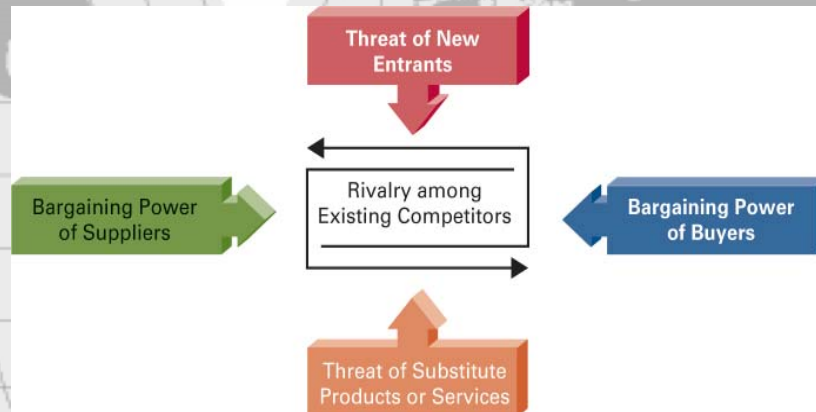 Threat of New
Entrants
Rivalry among
Existing Competitors
Bargaining Power
of Suppliers
Bargaining Power
of Buyers
Threat of Substitute
Products or Services